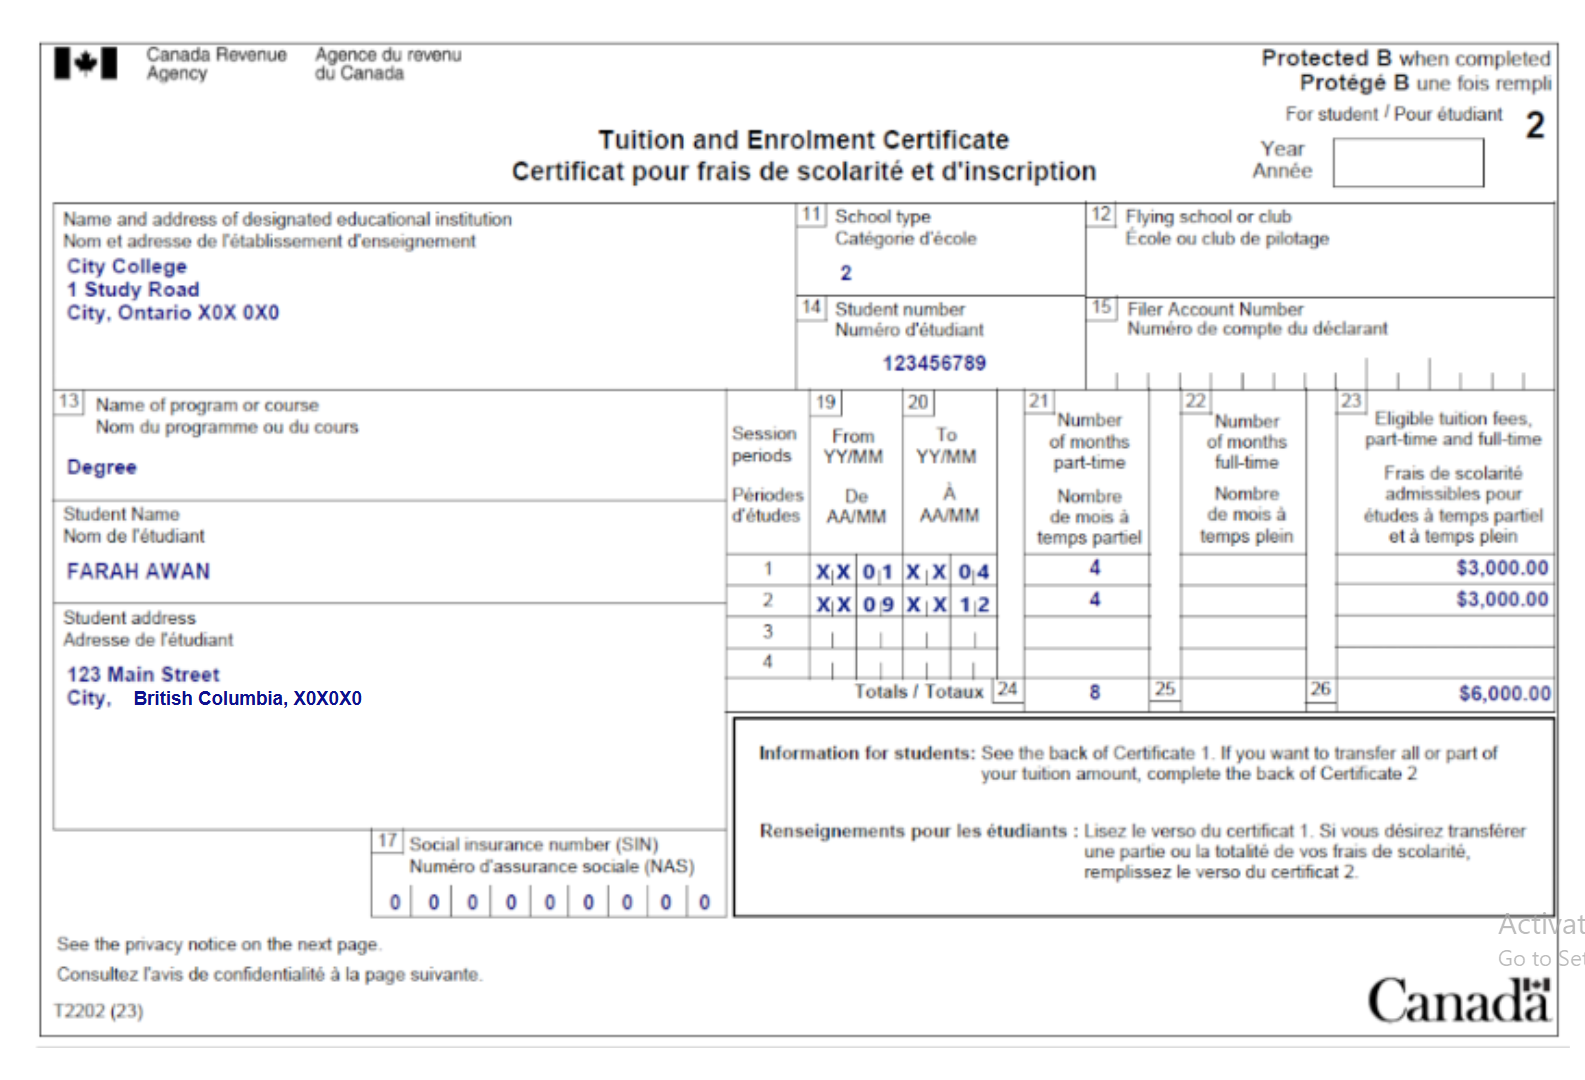 Canada Revenue Agency
Agence du revenu du Canada
Protected B when completed
Protégé B une fois rempli
For student / Pour étudiant
2
Tuition and Enrolment Certificate
Certificat pour frais de scolarité et d'inscription
Year
Année
Name and address of designated educational institution
Nom et adresse de l'établissement d'enseignement
City College
1 Study Road
City, Ontario X0X 0X0
11 School type
Catégorie d'école
2
12 Flying school or club
École ou club de pilotage
14 Student number
Numéro d'étudiant
123456789
15 Filer Account Number
Numéro de compte du déclarant
13 Name of program or course
Nom du programme ou du cours
Degree
Student Name
Nom de l'étudiant
FARAH AWAN
Student address
Adresse de l'étudiant
123 Main Street
City, British Columbia, X0X0X0
17 Social insurance number (SIN)
Numéro d'assurance sociale (NAS)
0 0 0 0 0 0 0 0 0
Session periods
Périodes d'études
19 From YY/MM
De AA/MM
20 To YY/MM
À AA/MM
21 Number of months part-time
Nombre de mois à temps partiel
22 Number of months full-time
Nombre de mois à temps plein
23 Eligible tuition fees, part-time and full-time
Frais de scolarité admissibles pour études à temps partiel et à temps plein
1 X X 0 1 X X 0 4 4 $3,000.00
2 X X 0 9 X X 1 2 4 $3,000.00
3
4
Totals / Totaux 24 8 25 26 $6,000.00
Information for students: See the back of Certificate 1. If you want to transfer all or part of
your tuition amount, complete the back of Certificate 2
Renseignements pour les étudiants : Lisez le verso du certificat 1. Si vous désirez transférer
une partie ou la totalité de vos frais de scolarité,
remplissez le verso du certificat 2.
See the privacy notice on the next page.
Consultez l'avis de confidentialité à la page suivante.
T2202 (23)
Activat
Go to Set
Canada